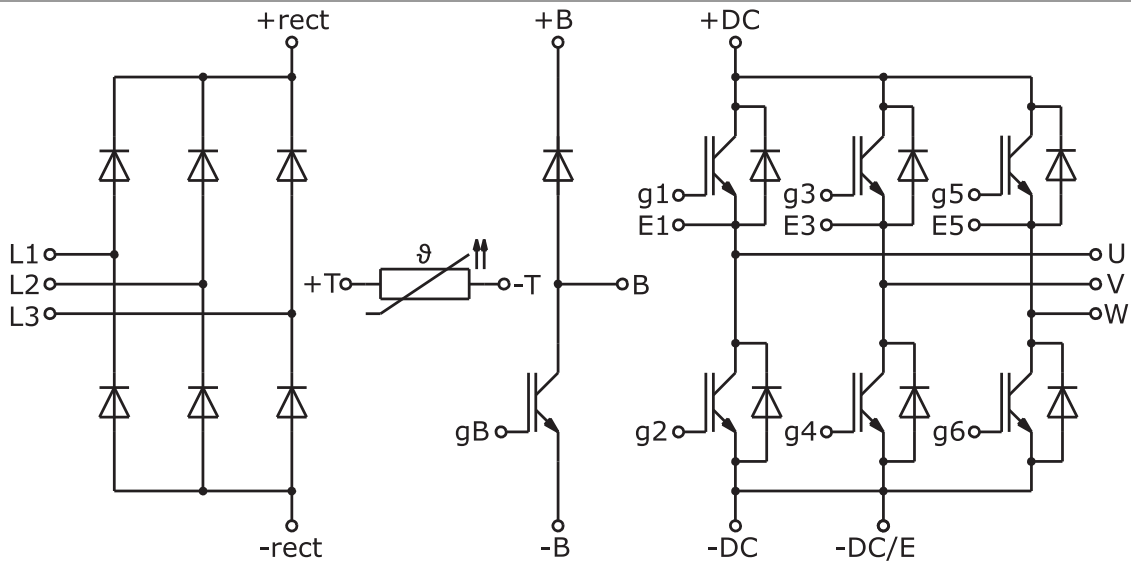 +rect
+B
+DC
g1
g3
g5
E1
E3
E5
L1
L2
L3
ϑ
+T
-T
B
U
V
W
gB
g2
g4
g6
-rect
-B
-DC
-DC/E